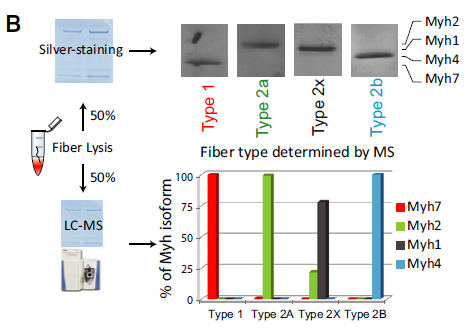 B
Silver-staining
Myh2
Myh1
Myh4
Myh7
Type 1
Type 2a
Type 2x
Type 2b
50%
Fiber Lysis
50%
LC-MS
Fiber type determined by MS
% of Myh isoform
100
75
50
25
0
Type 1 Type 2A Type 2X Type 2B
Myh7
Myh2
Myh1
Myh4